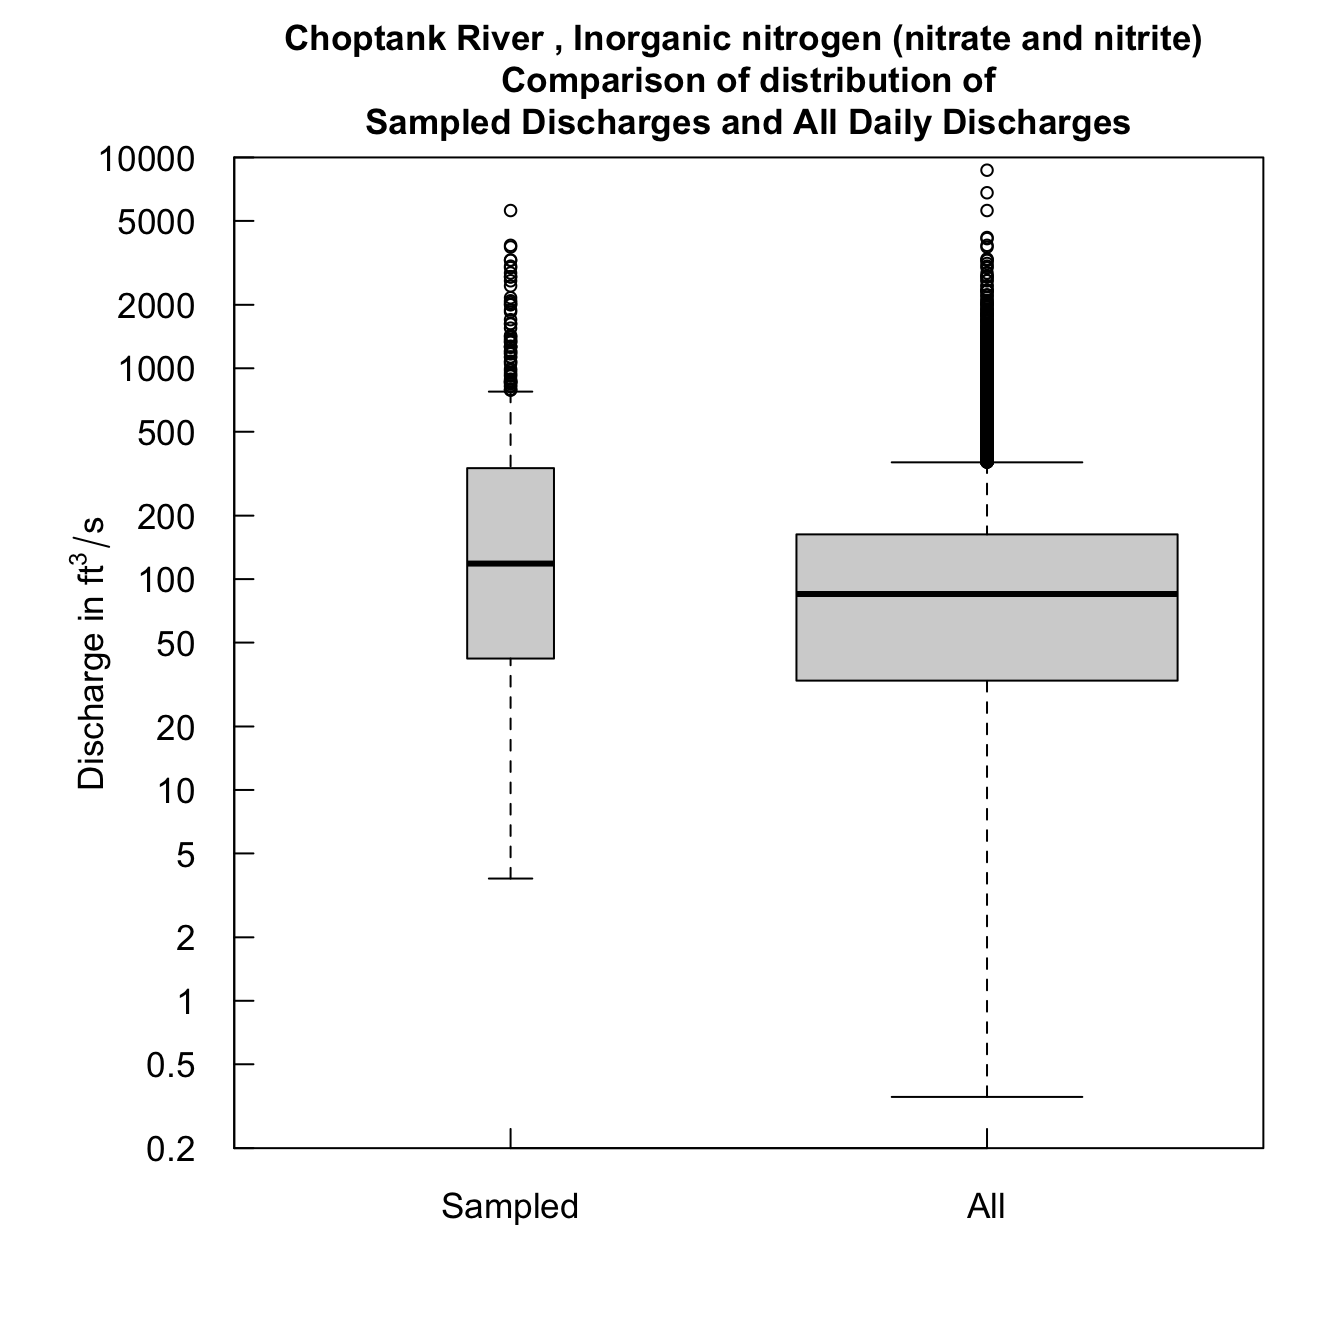 Choptank River , Inorganic nitrogen (nitrate and nitrite)
Comparison of distribution of
Sampled Discharges and All Daily Discharges
10000
5000
2000
1000
500
200
100
50
20
10
5
2
1
0.5
0.2
Discharge in ft³/s
Sampled
All